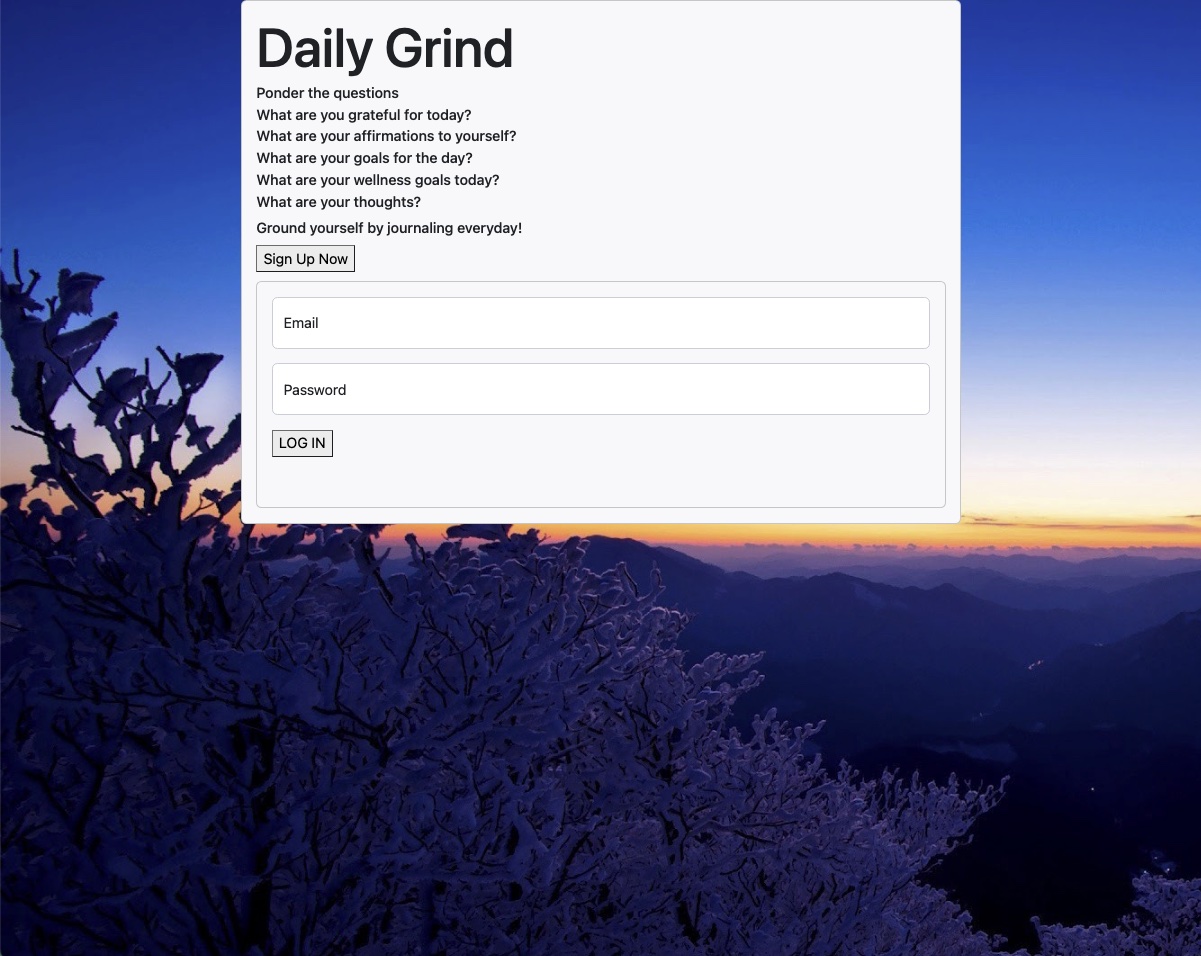 Daily Grind
Ponder the questions
What are you grateful for today?
What are your affirmations to yourself?
What are your goals for the day?
What are your wellness goals today?
What are your thoughts?
Ground yourself by journaling everyday!
Sign Up Now
Email
Password
LOG IN